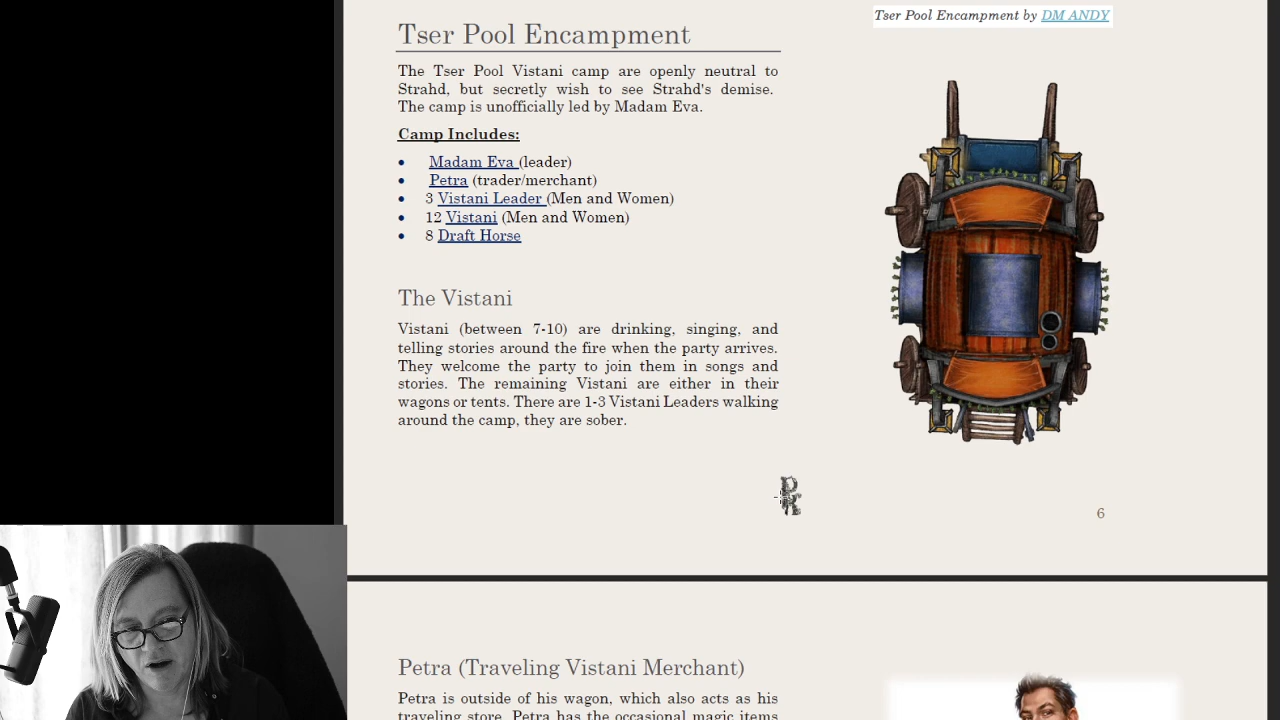 Tser Pool Encampment by DM ANDY
Tser Pool Encampment
The Tser Pool Vistani camp are openly neutral to
Strahd, but secretly wish to see Strahd's demise.
The camp is unofficially led by Madam Eva.
Camp Includes:
• Madam Eva (leader)
• Petra (trader/merchant)
• 3 Vistani Leader (Men and Women)
• 12 Vistani (Men and Women)
• 8 Draft Horse
The Vistani
Vistani (between 7-10) are drinking, singing, and
telling stories around the fire when the party arrives.
They welcome the party to join them in songs and
stories. The remaining Vistani are either in their
wagons or tents. There are 1-3 Vistani Leaders walking
around the camp, they are sober.
6
Petra (Traveling Vistani Merchant)
Petra is outside of his wagon, which also acts as his
traveling store. Petra has the occasional magic items